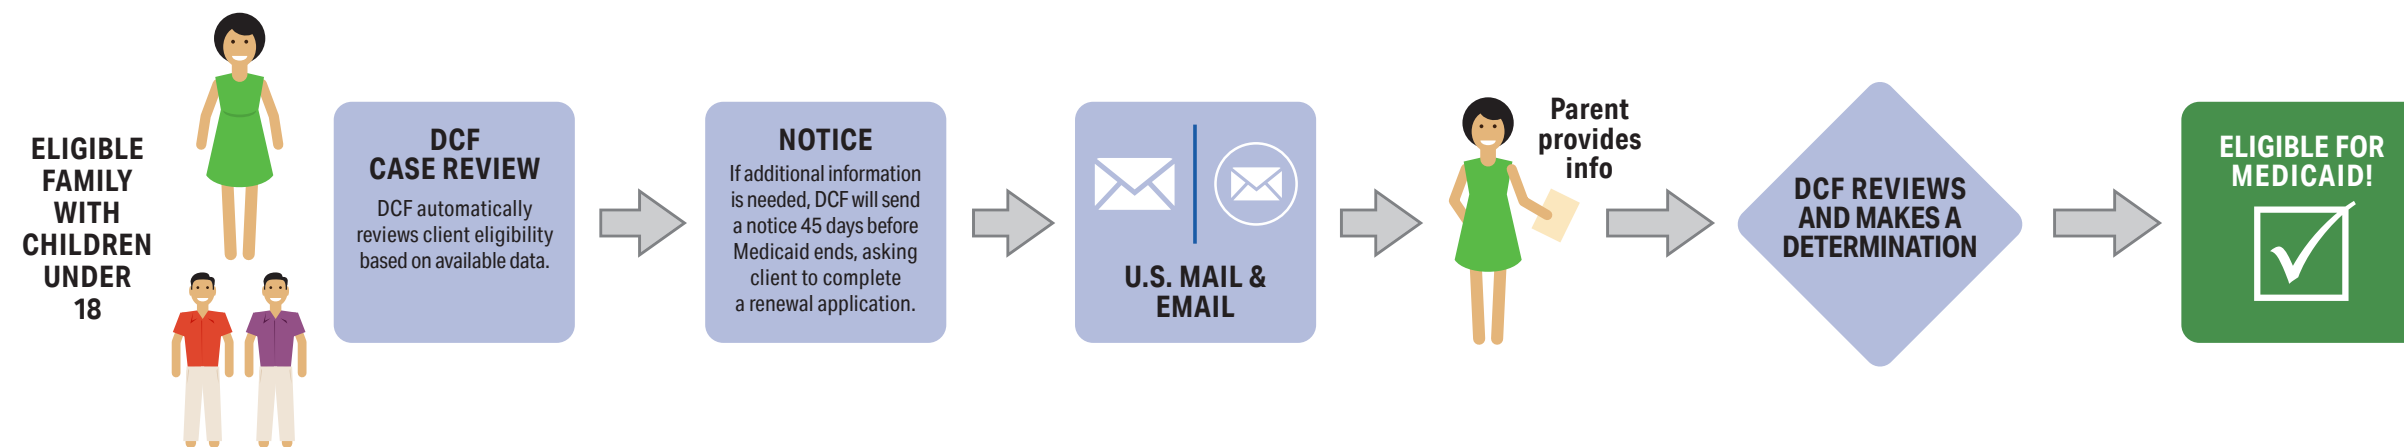 ELIGIBLE
FAMILY
WITH
CHILDREN
UNDER
18
DCF
CASE REVIEW
DCF automatically
reviews client eligibility
based on available data.
NOTICE
If additional information
is needed, DCF will send
a notice 45 days before
Medicaid ends, asking
client to complete
a renewal application.
U.S. MAIL &
EMAIL
Parent
provides
info
DCF REVIEWS
AND MAKES A
DETERMINATION
ELIGIBLE FOR
MEDICAID!